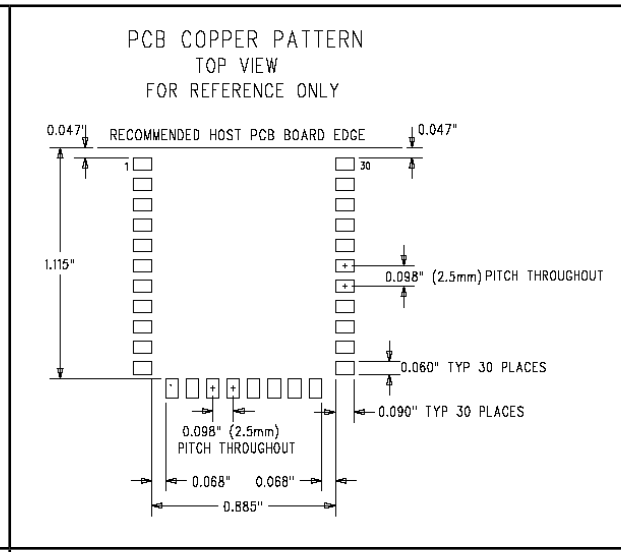 PCB COPPER PATTERN
TOP VIEW
FOR REFERENCE ONLY
0.047"
RECOMMENDED HOST PCB BOARD EDGE
0.047"
1
30
1.115"
0.098" (2.5mm) PITCH THROUGHOUT
0.060" TYP 30 PLACES
0.090" TYP 30 PLACES
0.098" (2.5mm)
PITCH THROUGHOUT
0.068"
0.068"
0.885"